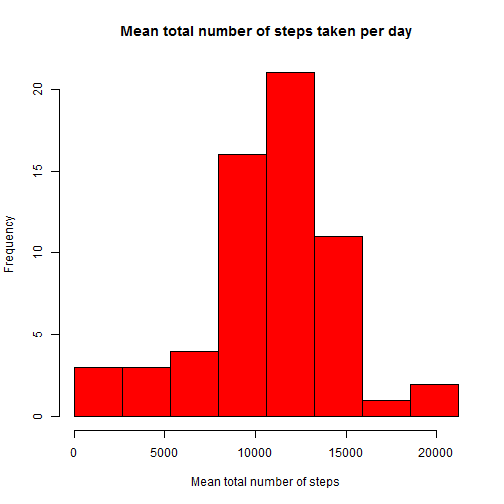 Mean total number of steps taken per day
20
15
10
5
0
Frequency
0 5000 10000 15000 20000
Mean total number of steps